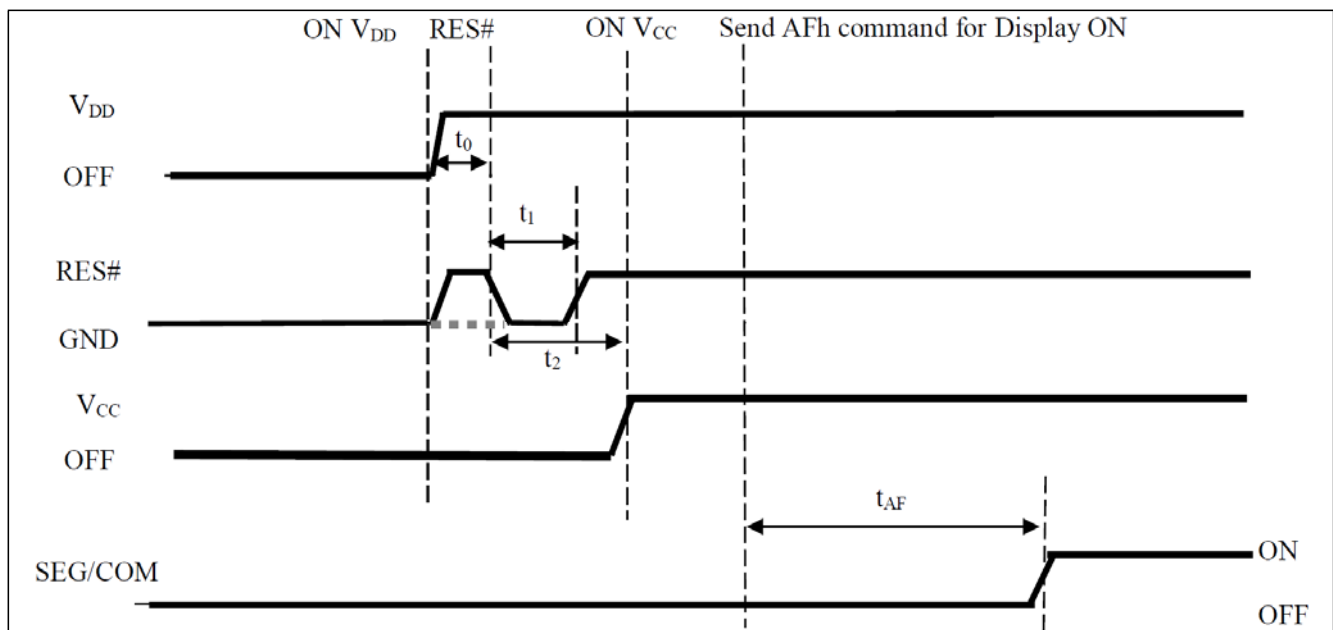 ON VDD RES# ON VCC Send AFh command for Display ON
VDD
t0
OFF
t1
RES#
GND
t2
VCC
OFF
tAF
ON
SEG/COM
OFF